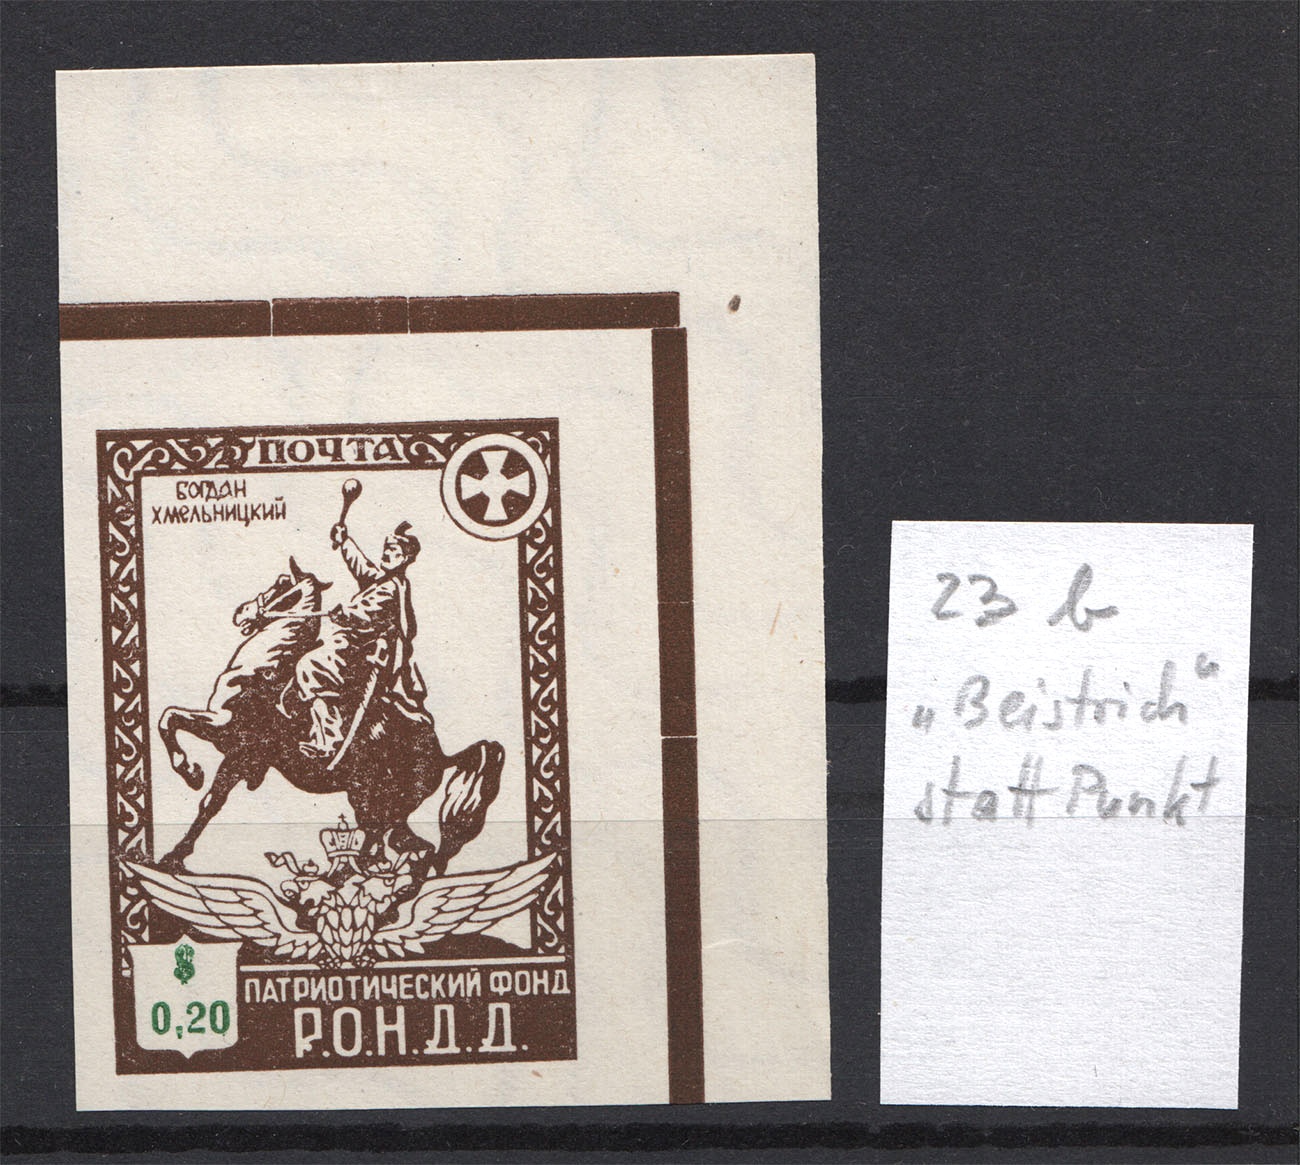 ПОЧТА
БОГДАН
ХМЕЛЬНИЦКИЙ
$
0,20
ПАТРИОТИЧЕСКИЙ ФОНД
Р.О.Н.Д.Д.
23 b
„Beistrich“
statt Punkt